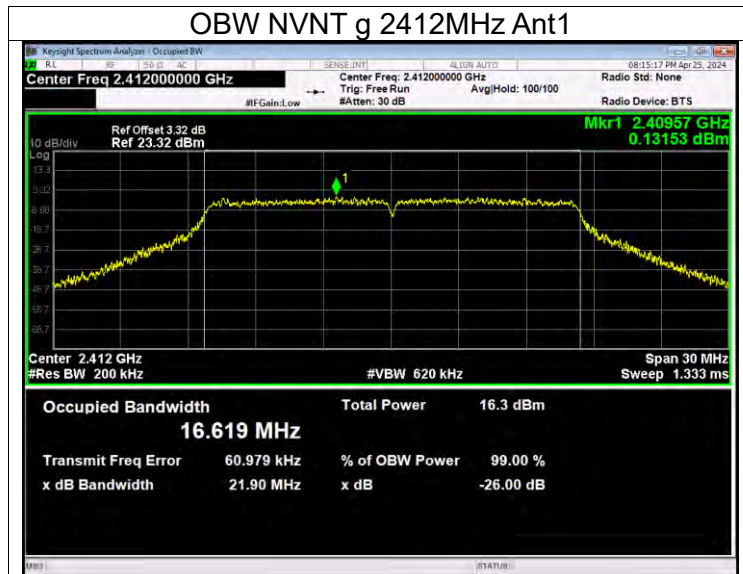 OBW NVNT g 2412MHz Ant1
Keysight Spectrum Analyzer - Occupied BW
RL RF 50 Ω AC SENSE:INT ALIGN AUTO 08:15:17 PM Apr 25, 2024
Center Freq 2.412000000 GHz Center Freq: 2.412000000 GHz Radio Std: None
Trig: Free Run Avg|Hold: 100/100
#IFGain:Low #Atten: 30 dB Radio Device: BTS
Ref Offset 3.32 dB Mkr1 2.40957 GHz
10 dB/div Ref 23.32 dBm 0.13153 dBm
Log
13.3
1
3.32
-6.68
-16.7
-26.7
-36.7
-46.7
-56.7
-66.7
Center 2.412 GHz Span 30 MHz
#Res BW 200 kHz #VBW 620 kHz Sweep 1.333 ms
Occupied Bandwidth Total Power 16.3 dBm
16.619 MHz
Transmit Freq Error 60.979 kHz % of OBW Power 99.00 %
x dB Bandwidth 21.90 MHz x dB -26.00 dB
MSG STATUS